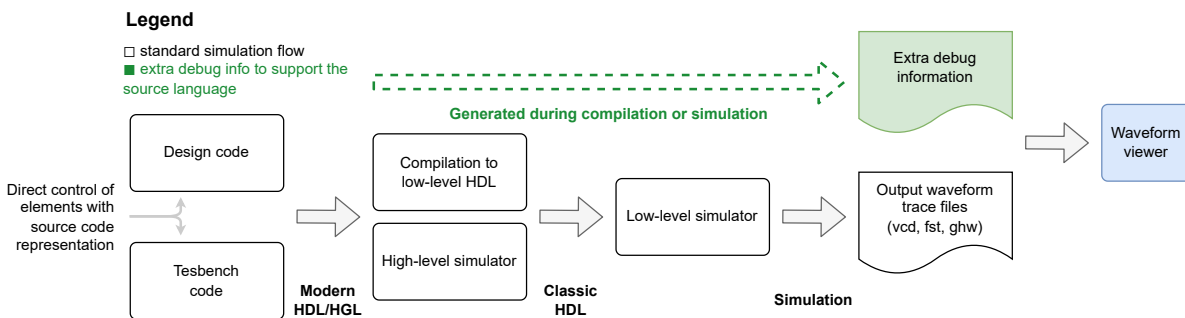 Legend
□ standard simulation flow
■ extra debug info to support the
source language
Generated during compilation or simulation
Extra debug
information
Waveform
viewer
Direct control of
elements with
source code
representation
Design code
Tesbench
code
Modern
HDL/HGL
Compilation to
low-level HDL
High-level simulator
Classic
HDL
Low-level simulator
Simulation
Output waveform
trace files
(vcd, fst, ghw)